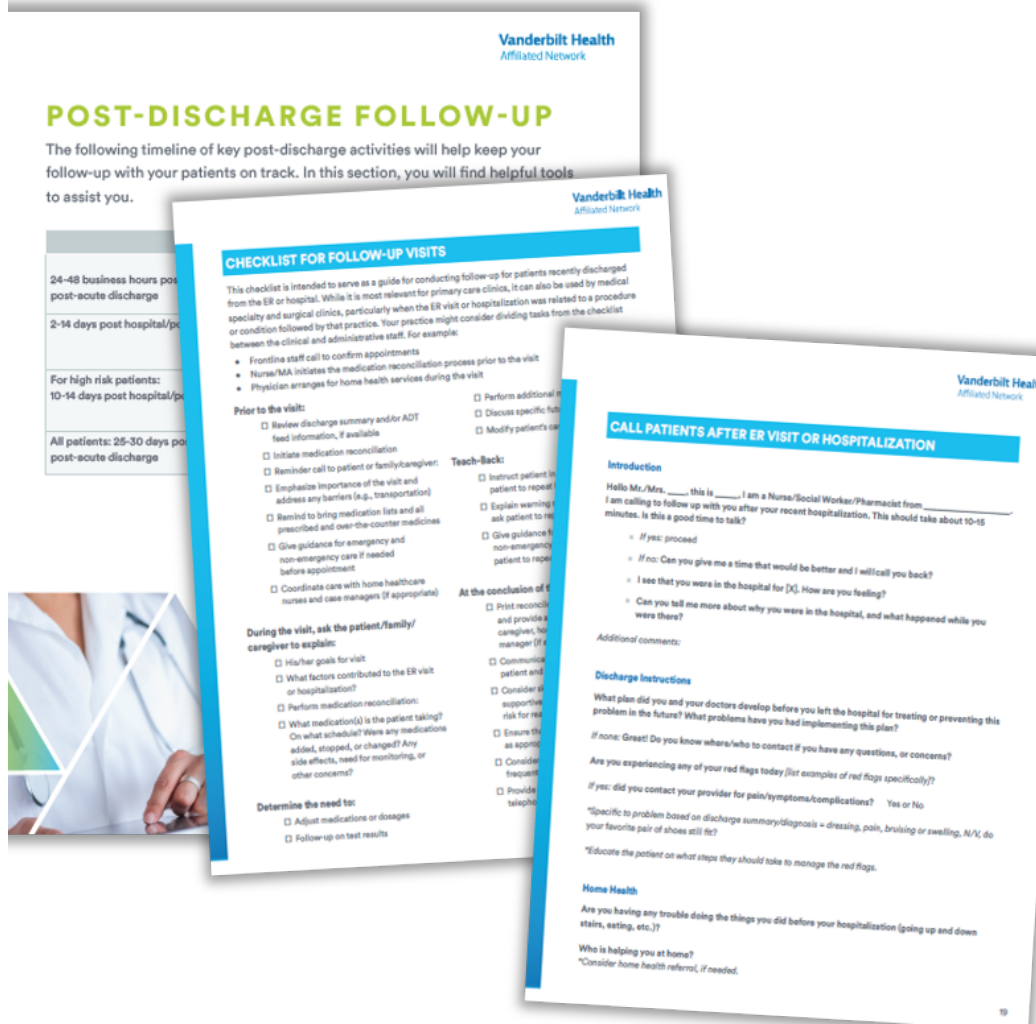 Vanderbilt Health
Affiliated Network
POST-DISCHARGE FOLLOW-UP
The following timeline of key post-discharge activities will help keep your
follow-up with your patients on track. In this section, you will find helpful tools
to assist you.
24-48 business hours pos
post-acute discharge
2-14 days post hospital/po
For high risk patients:
10-14 days post hospital/po
All patients: 25-30 days po
post-acute discharge
Vanderbilt Health
Affiliated Network
CHECKLIST FOR FOLLOW-UP VISITS
This checklist is intended to serve as a guide for conducting follow-up for patients recently discharged
from the ER or hospital. While it is most relevant for primary care clinics, it can also be used by medical
specialty and surgical clinics, particularly when the ER visit or hospitalization was related to a procedure
or condition followed by that practice. Your practice might consider dividing tasks from the checklist
between the clinical and administrative staff. For example:
• Frontline staff call to confirm appointments
• Nurse/MA initiates the medication reconciliation process prior to the visit
• Physician arranges for home health services during the visit
Prior to the visit:
☐ Review discharge summary and/or ADT
feed information, if available
☐ Initiate medication reconciliation
☐ Reminder call to patient or family/caregiver:
☐ Emphasize importance of the visit and
address any barriers (e.g., transportation)
☐ Remind to bring medication lists and all
prescribed and over-the-counter medicines
☐ Give guidance for emergency and
non-emergency care if needed
before appointment
☐ Coordinate care with home healthcare
nurses and case managers (if appropriate)
During the visit, ask the patient/family/
caregiver to explain:
☐ His/her goals for visit
☐ What factors contributed to the ER visit
or hospitalization?
☐ Perform medication reconciliation:
☐ What medication(s) is the patient taking?
On what schedule? Were any medications
added, stopped, or changed? Any
side effects, need for monitoring, or
other concerns?
Determine the need to:
☐ Adjust medications or dosages
☐ Follow-up on test results
☐ Perform additional
☐ Discuss specific
☐ Modify patient's
Teach-Back:
☐ Instruct patient in
patient to repeat
☐ Explain warning
ask patient to
☐ Give guidance
non-emergency
patient to
At the conclusion of
☐ Print
and provide
caregiver,
manager (if
☐
patient and
☐ Consider
supportive
risk for
☐ Ensure
as
☐
frequent
☐ Provide
Vanderbilt Healt
Affiliated Network
CALL PATIENTS AFTER ER VISIT OR HOSPITALIZATION
Introduction
Hello Mr./Mrs. ____, this is _____, I am a Nurse/Social Worker/Pharmacist from ________________.
I am calling to follow up with you after your recent hospitalization. This should take about 10-15
minutes. Is this a good time to talk?
• If yes: proceed
• If no: Can you give me a time that would be better and I will call you back?
• I see that you were in the hospital for [X]. How are you feeling?
• Can you tell me more about why you were in the hospital, and what happened while you
were there?
Additional comments:
Discharge Instructions
What plan did you and your doctors develop before you left the hospital for treating or preventing this
problem in the future? What problems have you had implementing this plan?
If none: Great! Do you know where/who to contact if you have any questions, or concerns?
Are you experiencing any of your red flags today [list examples of red flags specifically]?
If yes: did you contact your provider for pain/symptoms/complications? Yes or No
*Specific to problem based on discharge summary/diagnosis = dressing, pain, bruising or swelling, N/V, do
your favorite pair of shoes still fit?
*Educate the patient on what steps they should take to manage the red flags.
Home Health
Are you having any trouble doing the things you did before your hospitalization (going up and down
stairs, eating, etc.)?
Who is helping you at home?
*Consider home health referral, if needed.
19